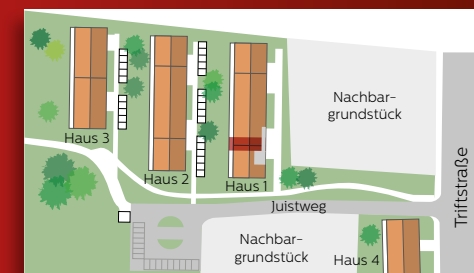 Nachbar-
grundstück
Haus 3
Haus 2
Haus 1
Juistweg
Triftstraße
Nachbar-
grundstück
Haus 4